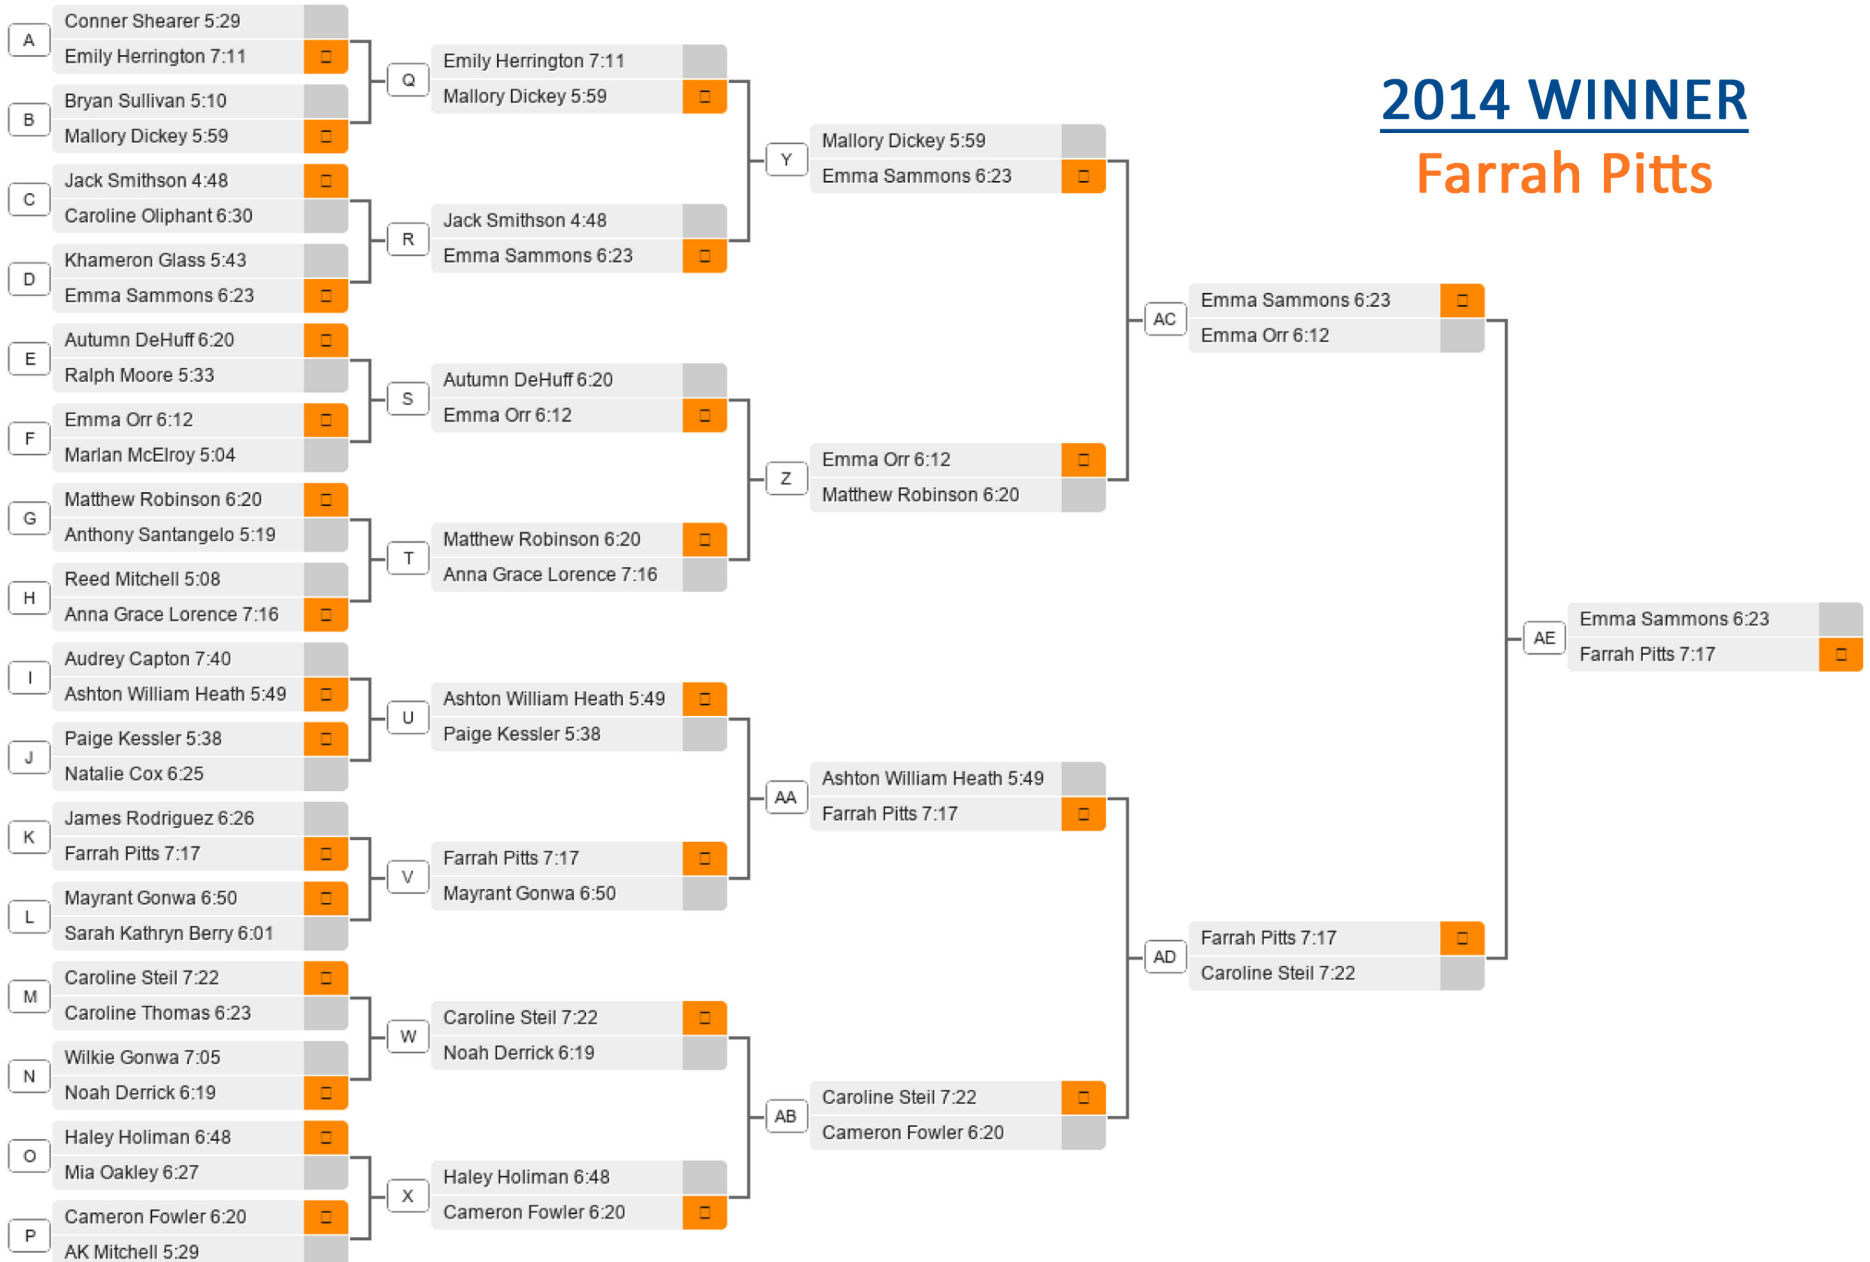 2014 WINNER
Farrah Pitts
A
Conner Shearer 5:29
Emily Herrington 7:11
B
Bryan Sullivan 5:10
Mallory Dickey 5:59
C
Jack Smithson 4:48
Caroline Oliphant 6:30
D
Khameron Glass 5:43
Emma Sammons 6:23
E
Autumn DeHuff 6:20
Ralph Moore 5:33
F
Emma Orr 6:12
Marlan McElroy 5:04
G
Matthew Robinson 6:20
Anthony Santangelo 5:19
H
Reed Mitchell 5:08
Anna Grace Lorence 7:16
I
Audrey Capton 7:40
Ashton William Heath 5:49
J
Paige Kessler 5:38
Natalie Cox 6:25
K
James Rodriguez 6:26
Farrah Pitts 7:17
L
Mayrant Gonwa 6:50
Sarah Kathryn Berry 6:01
M
Caroline Steil 7:22
Caroline Thomas 6:23
N
Wilkie Gonwa 7:05
Noah Derrick 6:19
O
Haley Holiman 6:48
Mia Oakley 6:27
P
Cameron Fowler 6:20
AK Mitchell 5:29
Q
Emily Herrington 7:11
Mallory Dickey 5:59
R
Jack Smithson 4:48
Emma Sammons 6:23
S
Autumn DeHuff 6:20
Emma Orr 6:12
T
Matthew Robinson 6:20
Anna Grace Lorence 7:16
U
Ashton William Heath 5:49
Paige Kessler 5:38
V
Farrah Pitts 7:17
Mayrant Gonwa 6:50
W
Caroline Steil 7:22
Noah Derrick 6:19
X
Haley Holiman 6:48
Cameron Fowler 6:20
Y
Mallory Dickey 5:59
Emma Sammons 6:23
Z
Emma Orr 6:12
Matthew Robinson 6:20
AA
Ashton William Heath 5:49
Farrah Pitts 7:17
AB
Caroline Steil 7:22
Cameron Fowler 6:20
AC
Emma Sammons 6:23
Emma Orr 6:12
AD
Farrah Pitts 7:17
Caroline Steil 7:22
AE
Emma Sammons 6:23
Farrah Pitts 7:17